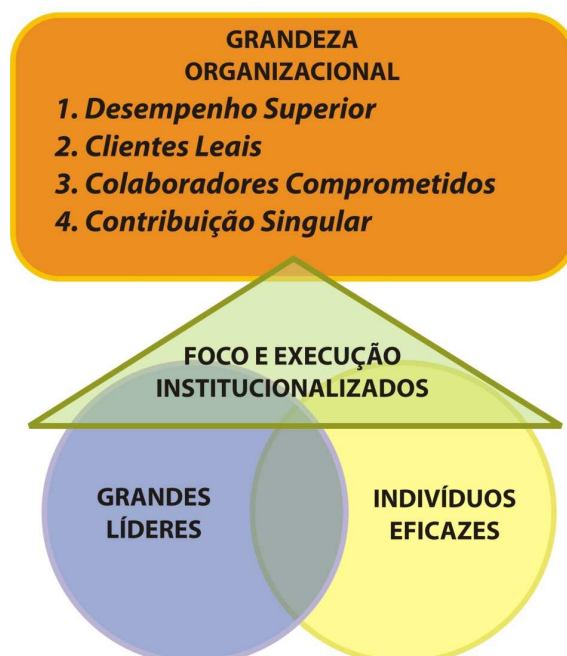 GRANDEZA
ORGANIZACIONAL
1. Desempenho Superior
2. Clientes Leais
3. Colaboradores Comprometidos
4. Contribuição Singular
FOCO E EXECUÇÃO
INSTITUCIONALIZADOS
GRANDES
LÍDERES
INDIVÍDUOS
EFICAZES